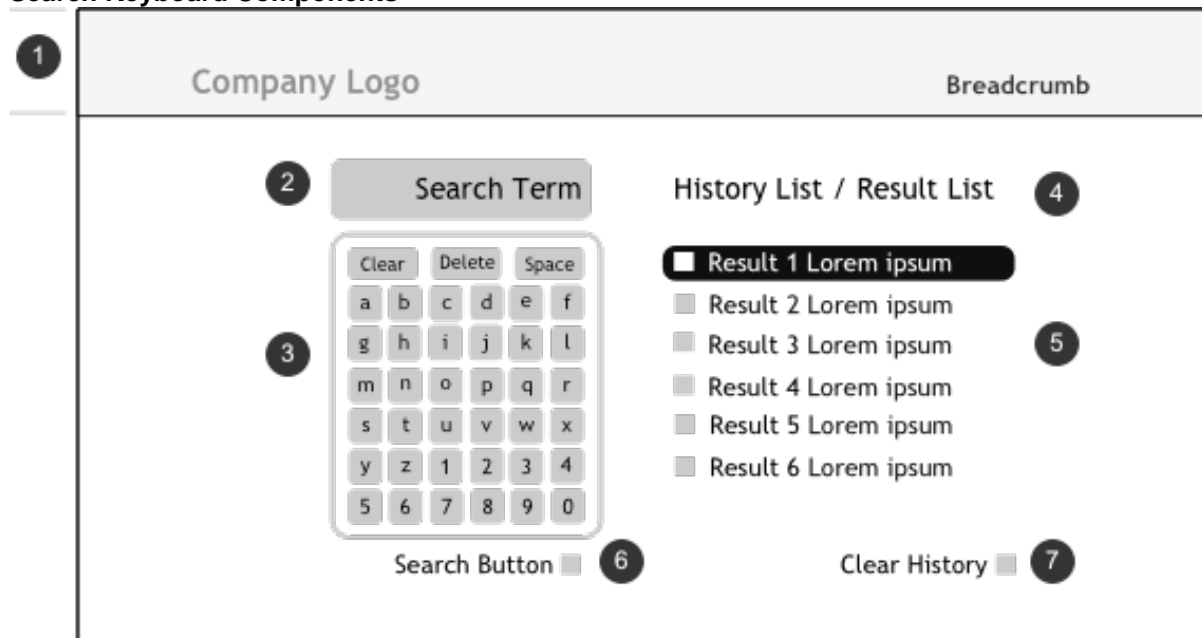 Search Keyboard Components
1
Company Logo
Breadcrumb
2
Search Term
History List / Result List
4
3
Clear Delete Space
a b c d e f
g h i j k l
m n o p q r
s t u v w x
y z 1 2 3 4
5 6 7 8 9 0
Result 1 Lorem ipsum
Result 2 Lorem ipsum
Result 3 Lorem ipsum
Result 4 Lorem ipsum
Result 5 Lorem ipsum
Result 6 Lorem ipsum
5
Search Button
6
Clear History
7